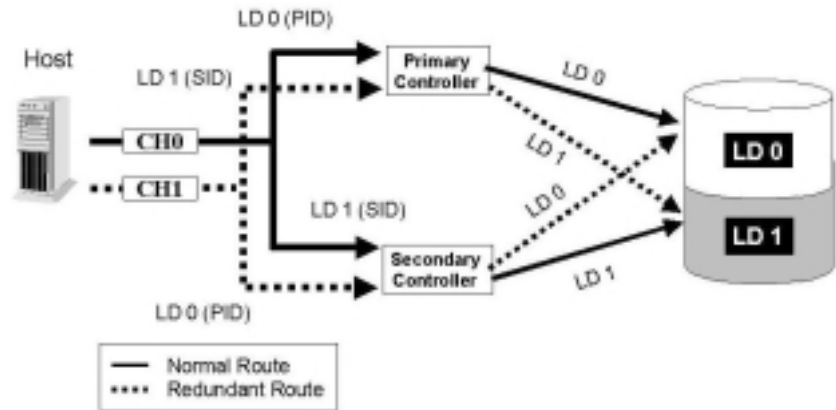 LD 0 (PID)
Host
LD 1 (SID)
Primary
Controller
LD 0
CH0
LD 1
LD 0
CH1
LD 1 (SID)
LD 0
LD 1
Secondary
Controller
LD 1
LD 0 (PID)
Normal Route
Redundant Route